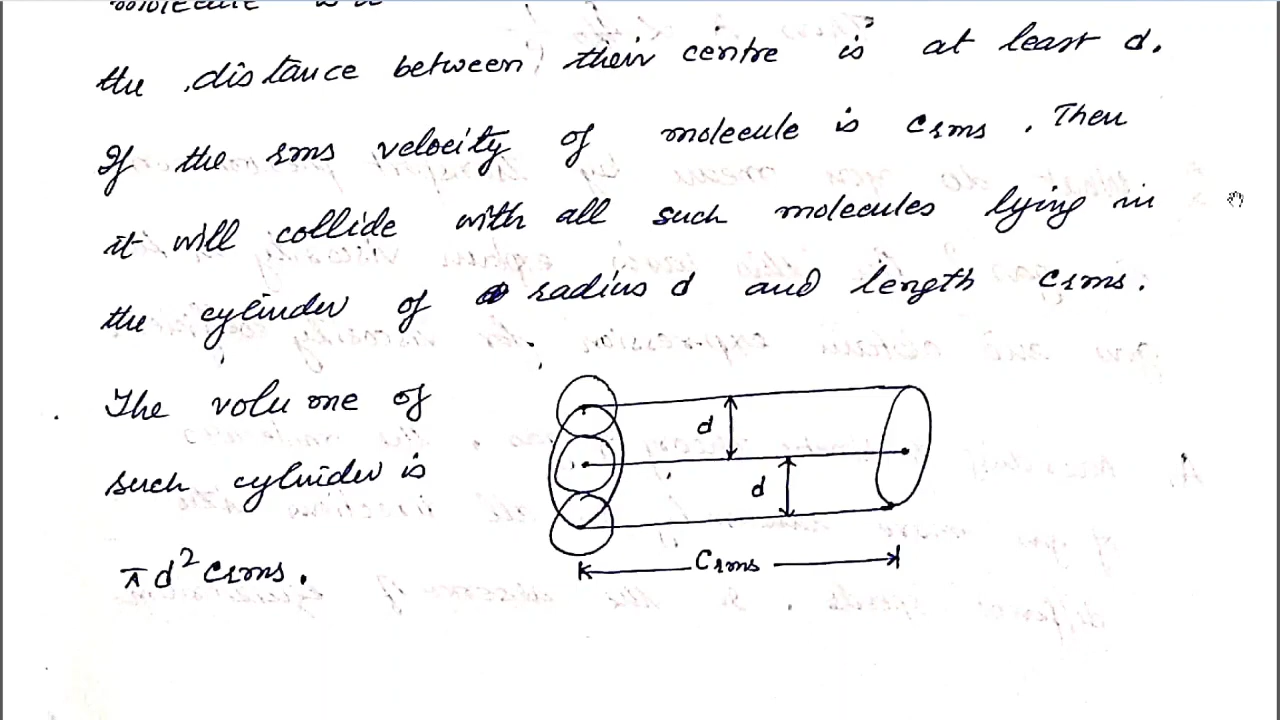 the distance between their centre is at least d.
If the rms velocity of molecule is Crms. Then
it will collide with all such molecules lying in
the cylinder of radius d and length Crms.
The volume of
such cylinder is
πd² Crms.
d
d
Crms